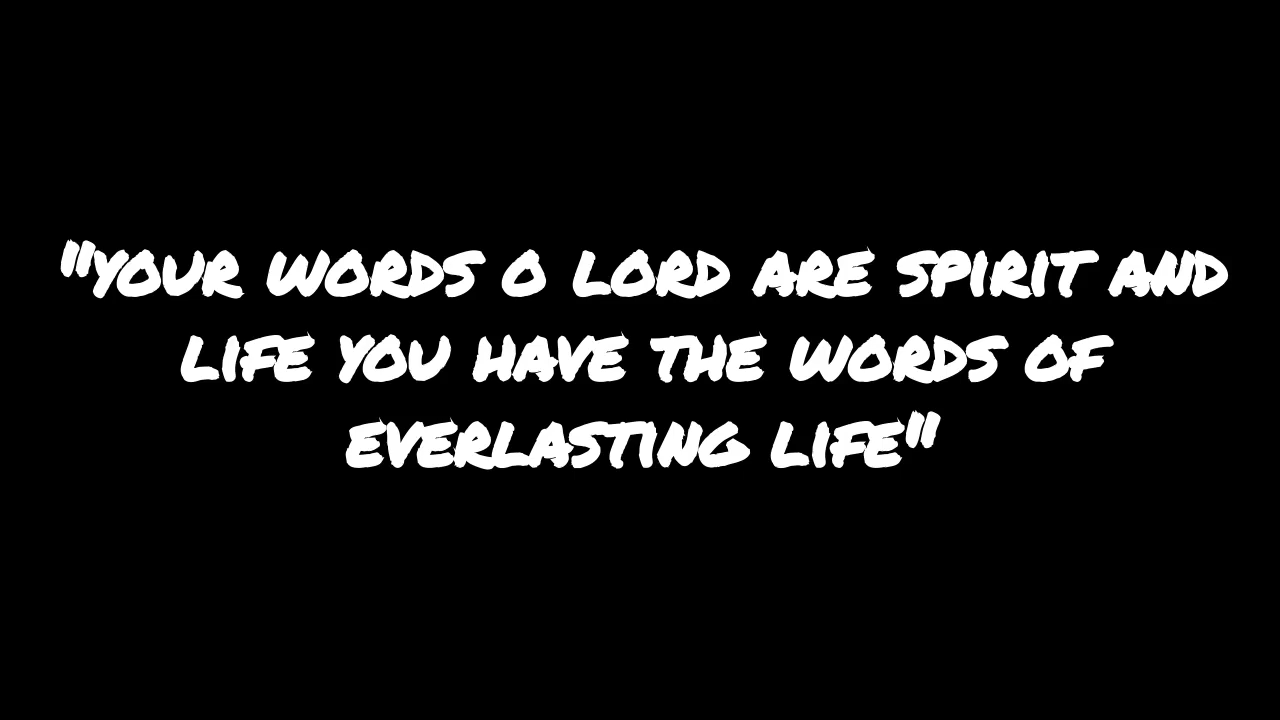 "YOUR WORDS O LORD ARE SPIRIT AND
LIFE YOU HAVE THE WORDS OF
EVERLASTING LIFE"